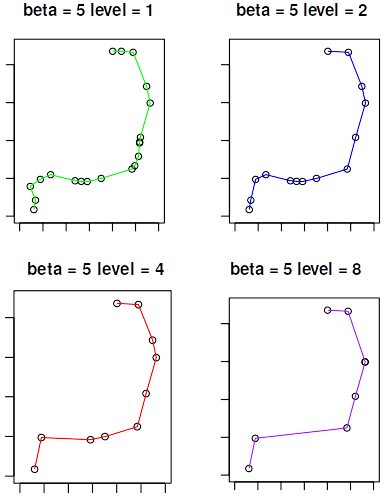 beta = 5 level = 1
beta = 5 level = 2
beta = 5 level = 4
beta = 5 level = 8